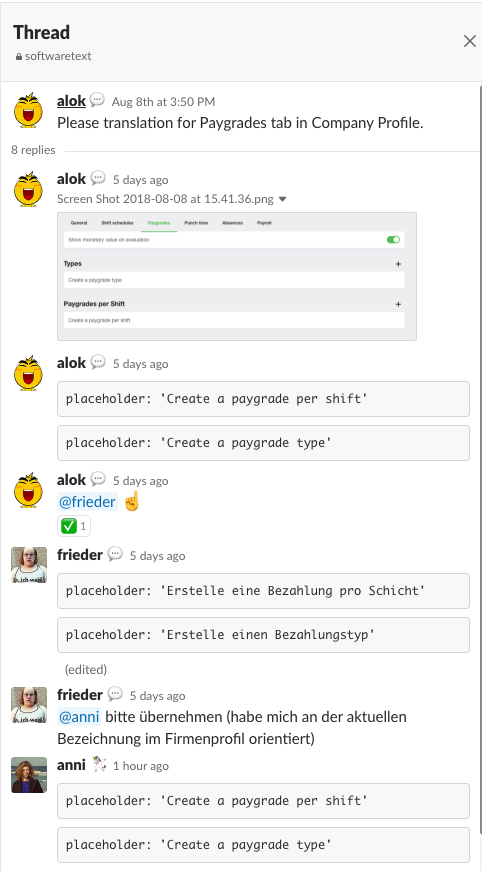 Thread
softwaretext
alok Aug 8th at 3:50 PM
Please translation for Paygrades tab in Company Profile.
8 replies
alok 5 days ago
Screen Shot 2018-08-08 at 15.41.36.png
General Shift schedules Paygrades Punch time Absences Payroll
Show monetary value on evaluation
Types +
Create a paygrade type
Paygrades per Shift +
Create a paygrade per shift
alok 5 days ago
placeholder: 'Create a paygrade per shift'
placeholder: 'Create a paygrade type'
alok 5 days ago
@frieder ☝
✅ 1
frieder 5 days ago
placeholder: 'Erstelle eine Bezahlung pro Schicht'
placeholder: 'Erstelle einen Bezahlungstyp'
(edited)
frieder 5 days ago
@anni bitte übernehmen (habe mich an der aktuellen
Bezeichnung im Firmenprofil orientiert)
anni 1 hour ago
placeholder: 'Create a paygrade per shift'
placeholder: 'Create a paygrade type'